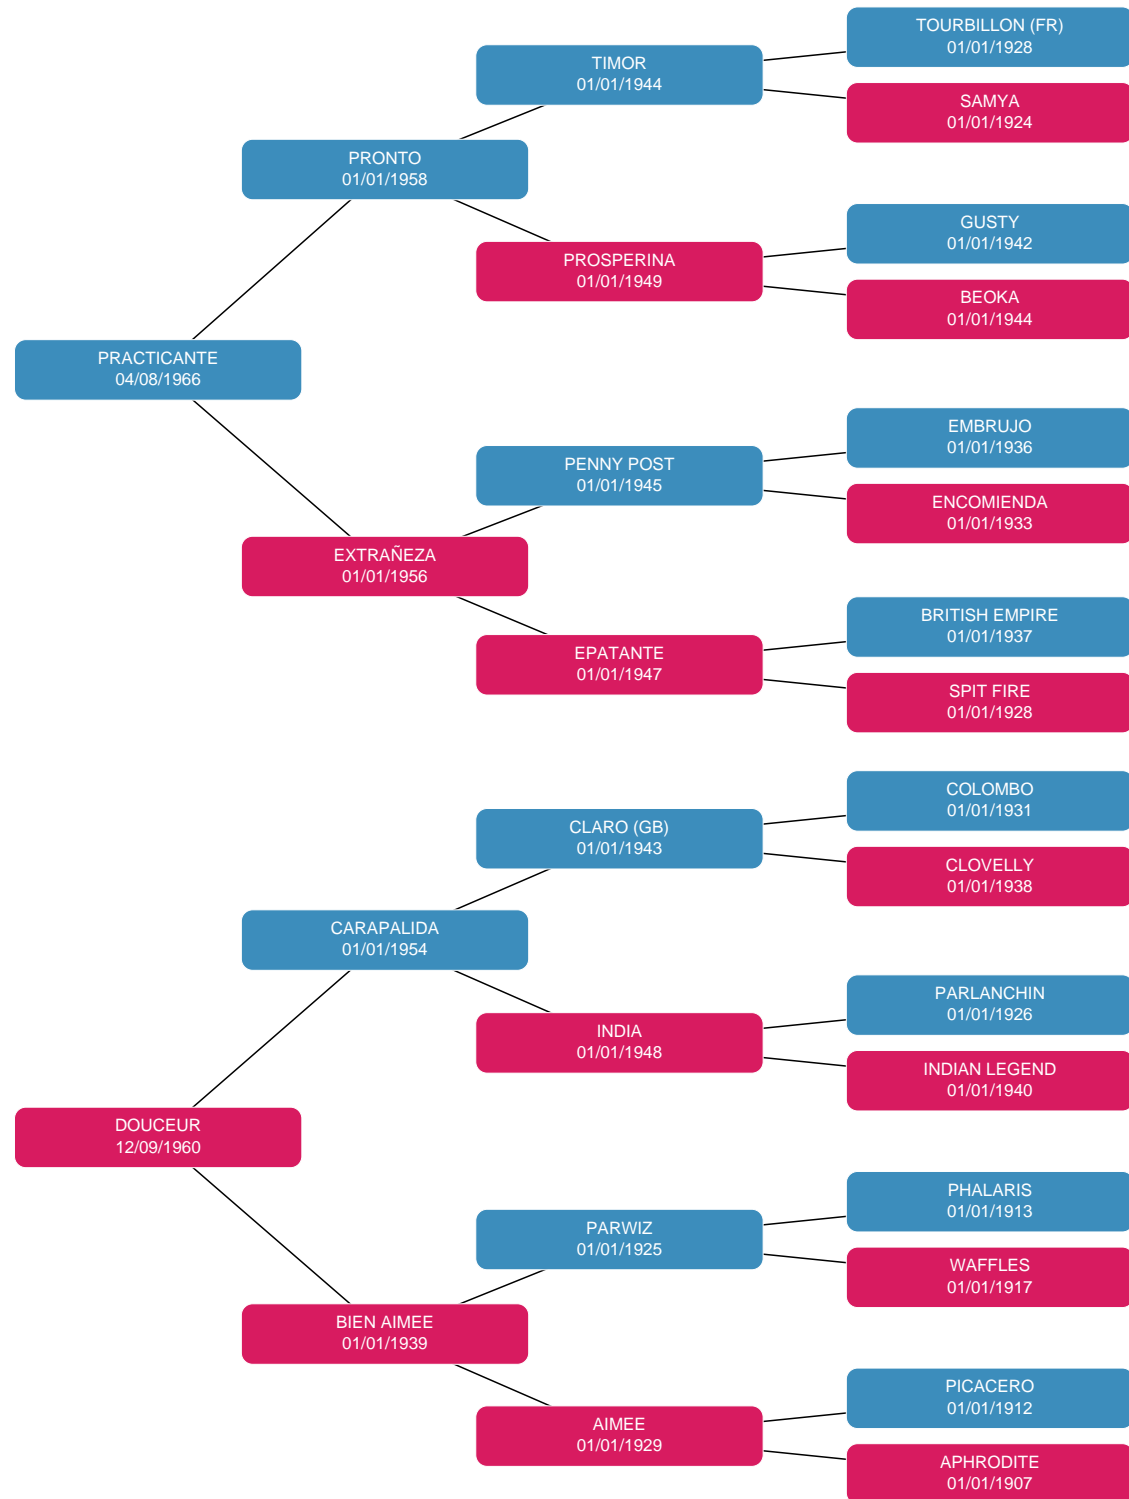 TOURBILLON (FR)
01/01/1928
TIMOR
01/01/1944
SAMYA
01/01/1924
PRONTO
01/01/1958
GUSTY
01/01/1942
PROSPERINA
01/01/1949
BEOKA
01/01/1944
PRACTICANTE
04/08/1966
EMBRUJO
01/01/1936
PENNY POST
01/01/1945
ENCOMIENDA
01/01/1933
EXTRAÑEZA
01/01/1956
BRITISH EMPIRE
01/01/1937
EPATANTE
01/01/1947
SPIT FIRE
01/01/1928
COLOMBO
01/01/1931
CLARO (GB)
01/01/1943
CLOVELLY
01/01/1938
CARAPALIDA
01/01/1954
PARLANCHIN
01/01/1926
INDIA
01/01/1948
INDIAN LEGEND
01/01/1940
DOUCEUR
12/09/1960
PHALARIS
01/01/1913
PARWIZ
01/01/1925
WAFFLES
01/01/1917
BIEN AIMEE
01/01/1939
PICACERO
01/01/1912
AIMEE
01/01/1929
APHRODITE
01/01/1907